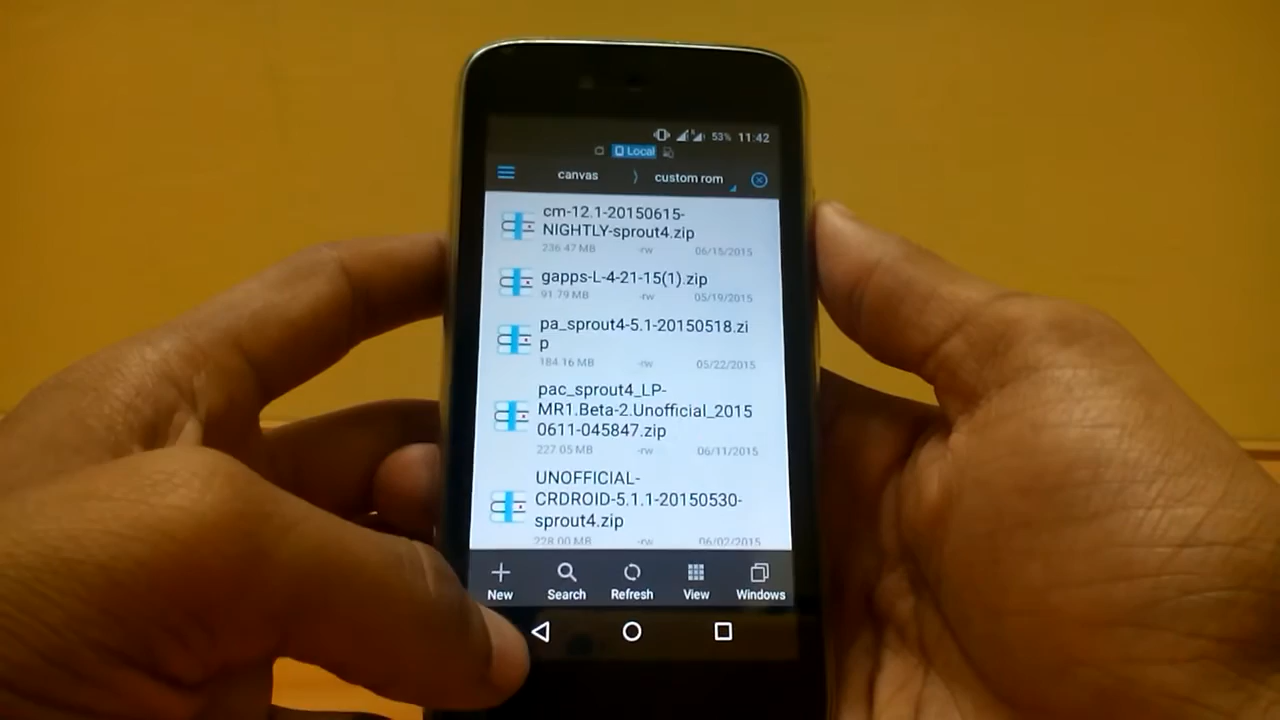 53% 11:42
Local
canvas custom rom
cm-12.1-20150615-
NIGHTLY-sprout4.zip
236.47 MB -rw 06/15/2015
gapps-L-4-21-15(1).zip
91.79 MB -rw 05/19/2015
pa_sprout4-5.1-20150518.zi
p
184.16 MB -rw 05/22/2015
pac_sprout4_LP-
MR1.Beta-2.Unofficial_2015
0611-045847.zip
227.05 MB -rw 06/11/2015
UNOFFICIAL-
CRDROID-5.1.1-20150530-
sprout4.zip
228.00 MB -rw 06/02/2015
New Search Refresh View Windows